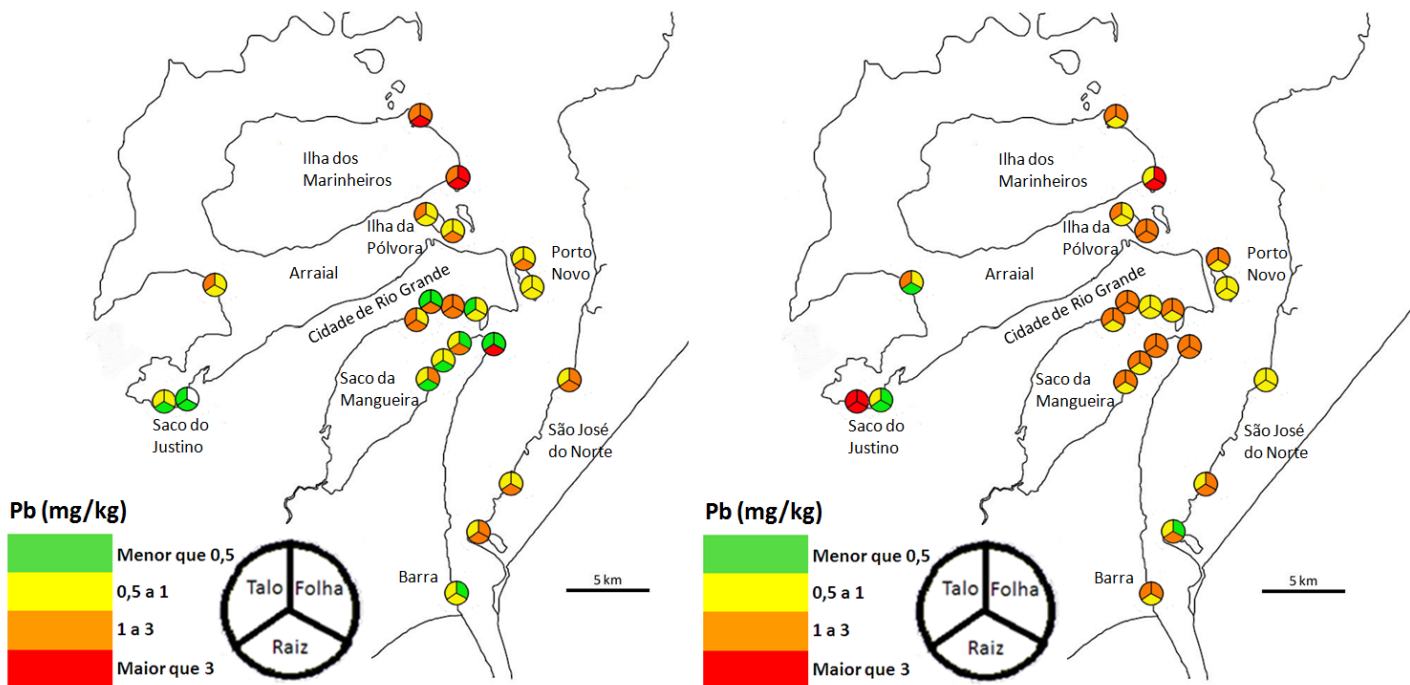 Ilha dos
Marinheiros
Ilha da
Pólvora
Arraial
Porto
Novo
Cidade de Rio Grande
Saco da
Mangueira
Saco do
Justino
São José
do Norte
Pb (mg/kg)
Menor que 0,5
0,5 a 1
1 a 3
Maior que 3
Talo
Folha
Raiz
Barra
5 km
Ilha dos
Marinheiros
Ilha da
Pólvora
Arraial
Porto
Novo
Cidade de Rio Grande
Saco da
Mangueira
Saco do
Justino
São José
do Norte
Pb (mg/kg)
Menor que 0,5
0,5 a 1
1 a 3
Maior que 3
Talo
Folha
Raiz
Barra
5 km